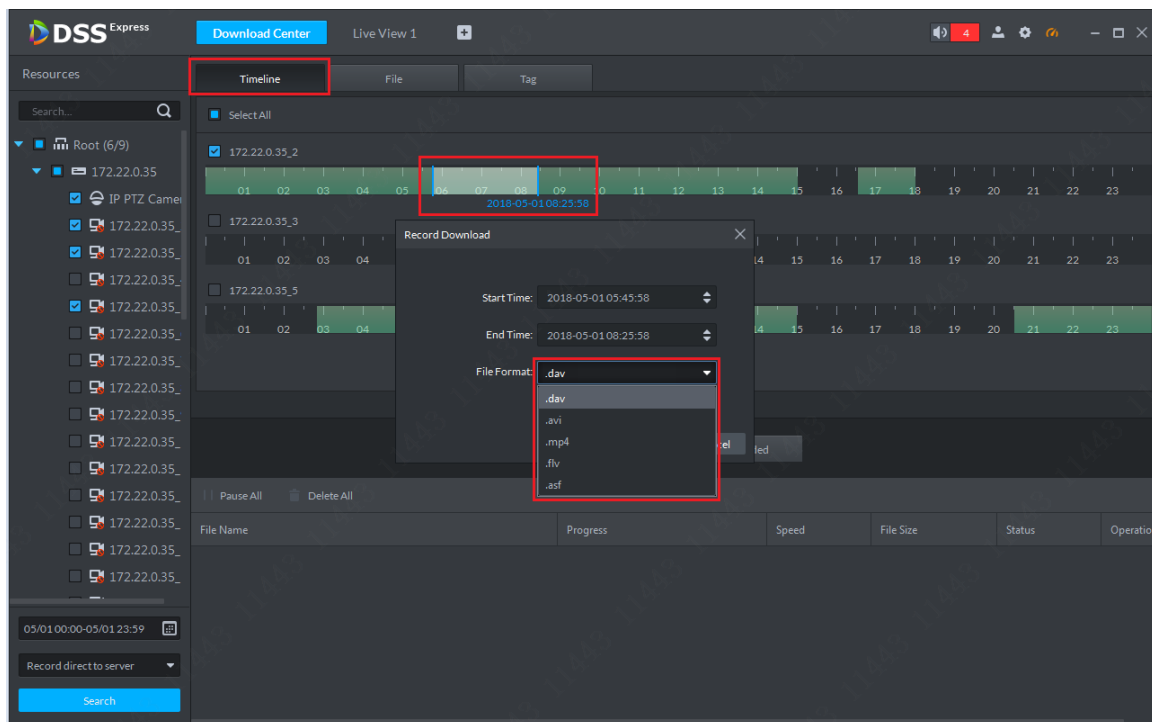 DSS Express
Download Center
Live View 1
4
Resources
Timeline
File
Tag
Search...
Select All
Root (6/9)
172.22.0.35
IP PTZ Camer
172.22.0.35_
172.22.0.35_
172.22.0.35_
172.22.0.35_
172.22.0.35_
172.22.0.35_
172.22.0.35_
172.22.0.35_
172.22.0.35_
172.22.0.35_
172.22.0.35_
172.22.0.35_
172.22.0.35_
172.22.0.35_
172.22.0.35_2
01 02 03 04 05 06 07 08 09 10 11 12 13 14 15 16 17 18 19 20 21 22 23
2018-05-01 08:25:58
172.22.0.35_3
01 02 03 04 14 15 16 17 18 19 20 21 22 23
172.22.0.35_5
01 02 03 04 14 15 16 17 18 19 20 21 22 23
Record Download
Start Time: 2018-05-01 05:45:58
End Time: 2018-05-01 08:25:58
File Format: .dav
.dav
.avi
.mp4
.flv
.asf
Pause All Delete All
File Name Progress Speed File Size Status Operatio
05/01 00:00-05/01 23:59
Record direct to server
Search
11443